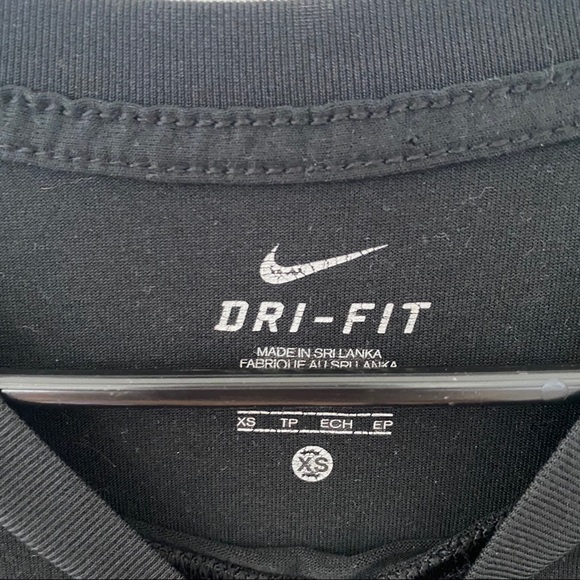 DRI-FIT
MADE IN SRI LANKA
FABRIQUE AU SRI LANKA
XS TP ECH EP
XS